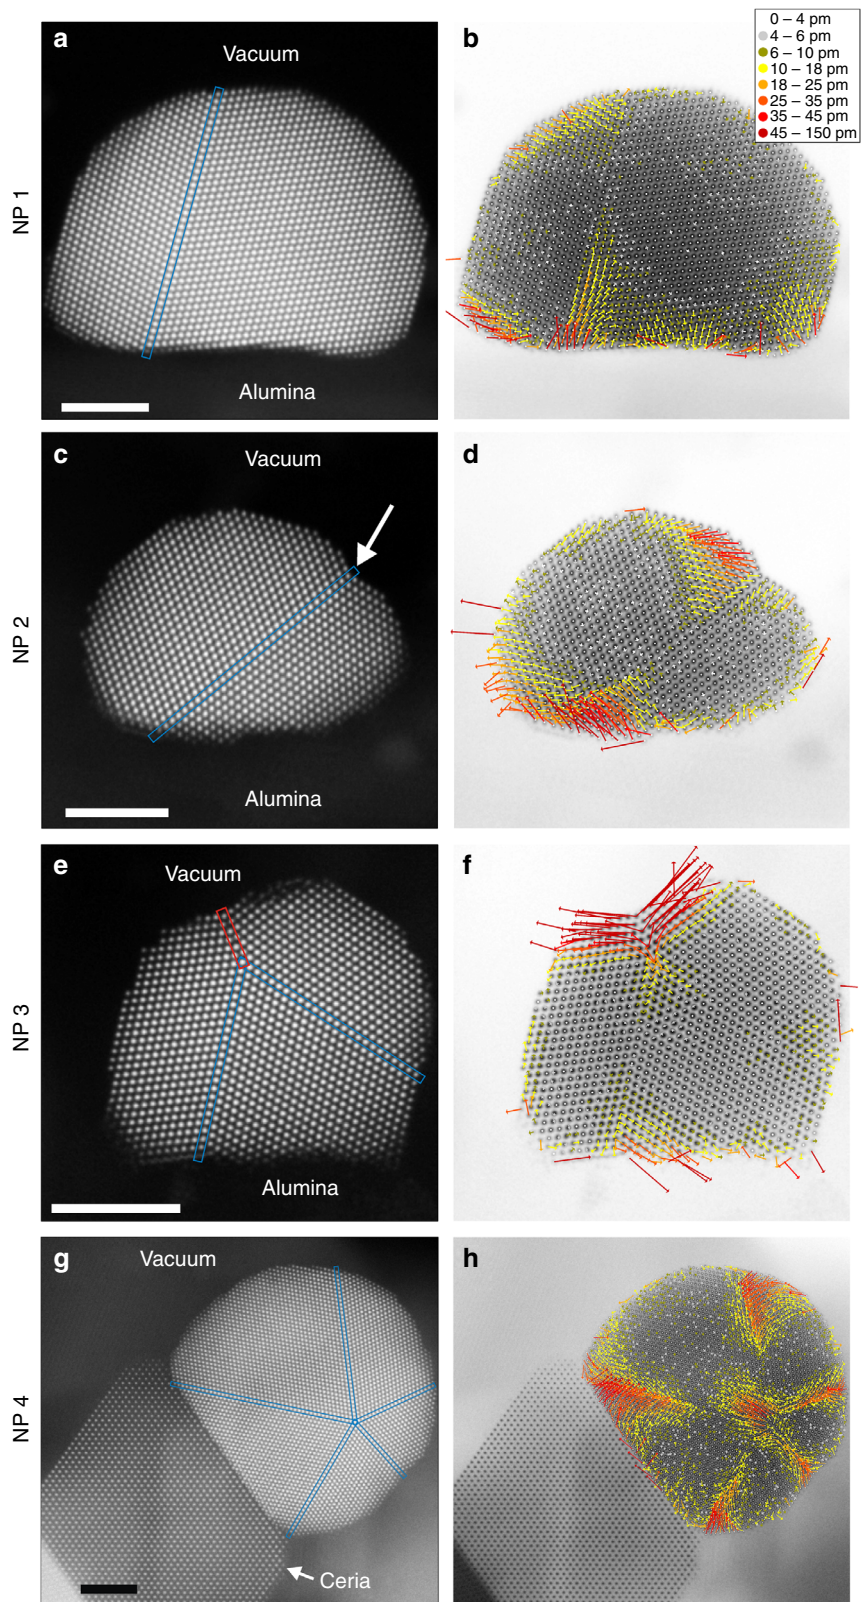 a
Vacuum
NP 1
Alumina
b
0 – 4 pm
4 – 6 pm
6 – 10 pm
10 – 18 pm
18 – 25 pm
25 – 35 pm
35 – 45 pm
45 – 150 pm
c
Vacuum
NP 2
Alumina
d
e
Vacuum
NP 3
Alumina
f
g
Vacuum
NP 4
Ceria
h